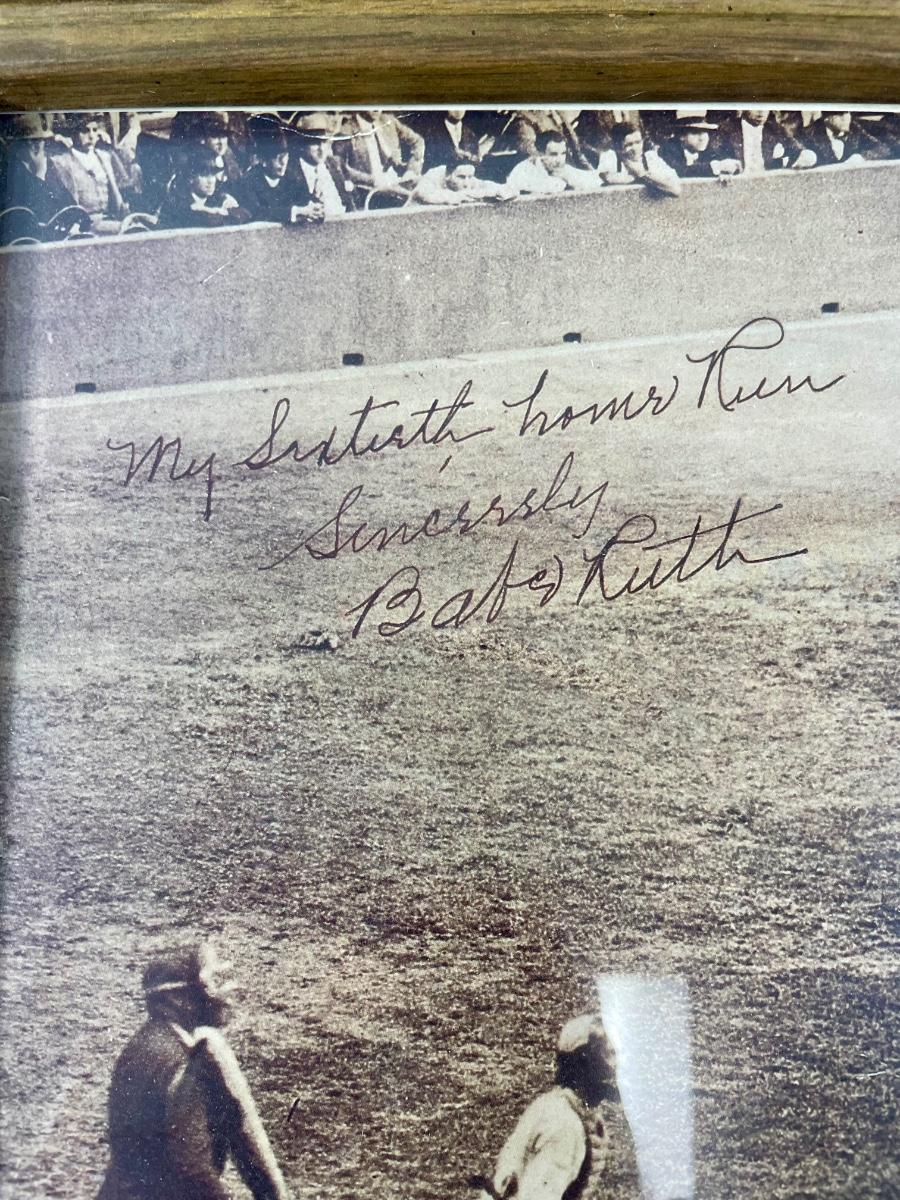 My Sixtieth home Run
Sincerely
Babe Ruth